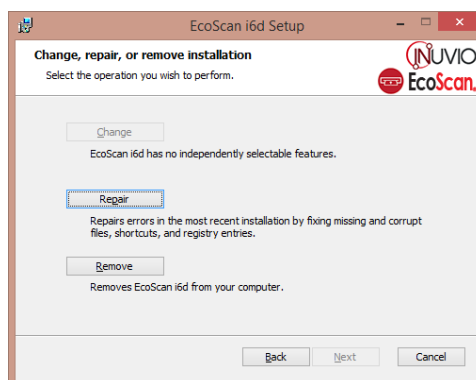 EcoScan i6d Setup
Change, repair, or remove installation
Select the operation you wish to perform.
INUVIO
EcoScan.
Change
EcoScan i6d has no independently selectable features.
Repair
Repairs errors in the most recent installation by fixing missing and corrupt
files, shortcuts, and registry entries.
Remove
Removes EcoScan i6d from your computer.
Back Next Cancel